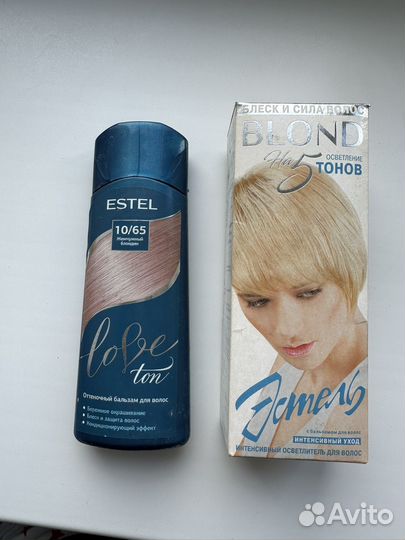 ESTEL
10/65
Жемчужный
блондин
love
ton
Оттеночный бальзам для волос
• Бережное окрашивание
• Блеск и защита волос
• Кондиционирующий эффект
БЛЕСК И СИЛА ВОЛОС
BLOND
На 5 ОСВЕТЛЕНИЕ
ТОНОВ
Эстель
с бальзамом для волос
ИНТЕНСИВНЫЙ УХОД
ИНТЕНСИВНЫЙ ОСВЕТЛИТЕЛЬ ДЛЯ ВОЛОС
Avito